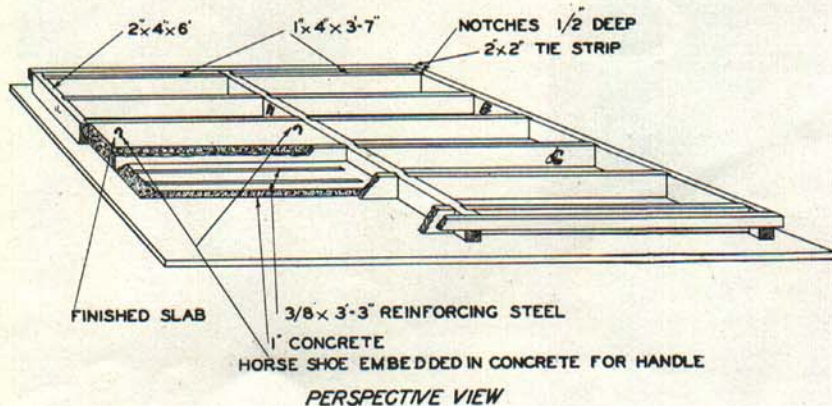 2"x4"x6'
1"x4"x3'-7"
NOTCHES 1/2" DEEP
2"x2" TIE STRIP
FINISHED SLAB
3/8 x 3'-3" REINFORCING STEEL
1" CONCRETE
HORSE SHOE EMBEDDED IN CONCRETE FOR HANDLE
PERSPECTIVE VIEW